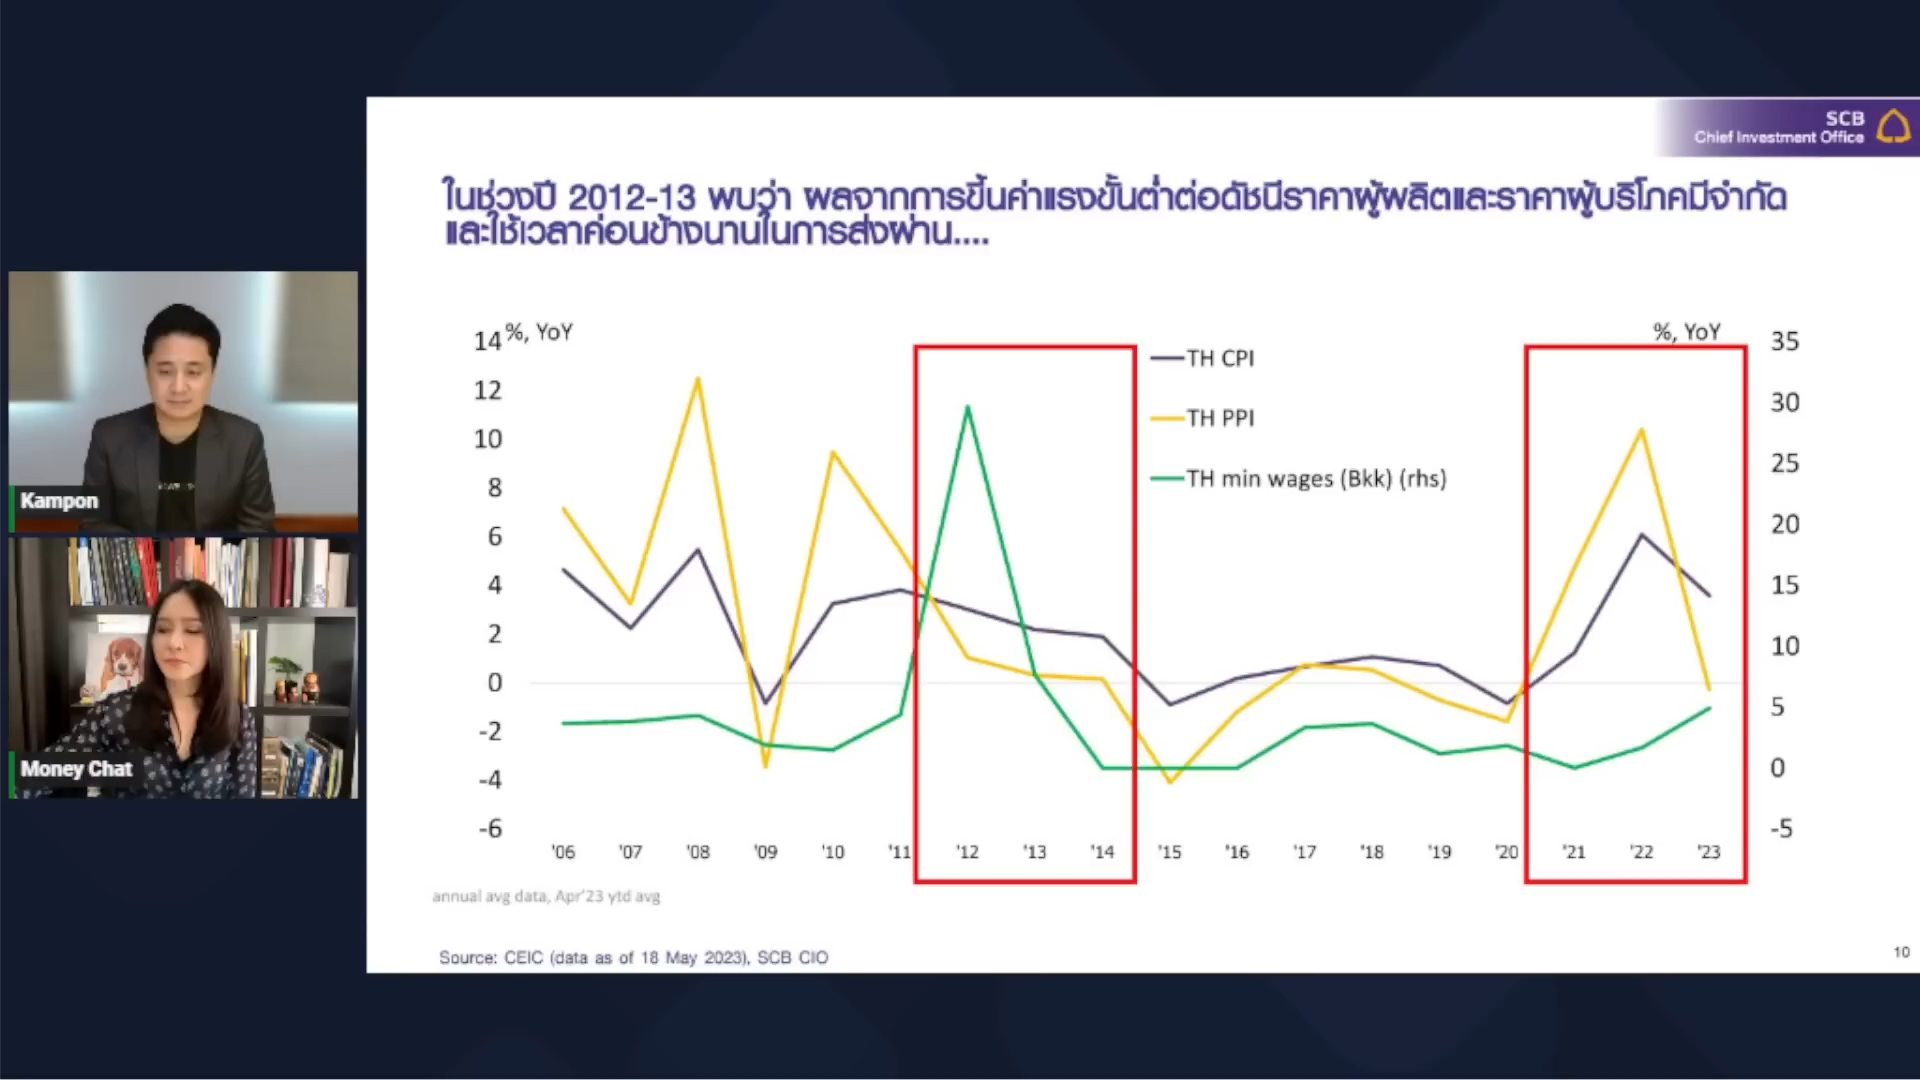 SCB
Chief Investment Office
ในช่วงปี 2012-13 พบว่า ผลจากการขึ้นค่าแรงขั้นต่ำต่อดัชนีราคาผู้ผลิตและราคาผู้บริโภคมีจำกัด
และใช้เวลาค่อนข้างนานในการส่งผ่าน....
%, YoY
%, YoY
14
12
10
8
6
4
2
0
-2
-4
-6
TH CPI
TH PPI
TH min wages (Bkk) (rhs)
35
30
25
20
15
10
5
0
-5
'06 '07 '08 '09 '10 '11 '12 '13 '14 '15 '16 '17 '18 '19 '20 '21 '22 '23
annual avg data, Apr'23 ytd avg
Source: CEIC (data as of 18 May 2023), SCB CIO
10
Kampon
Money Chat